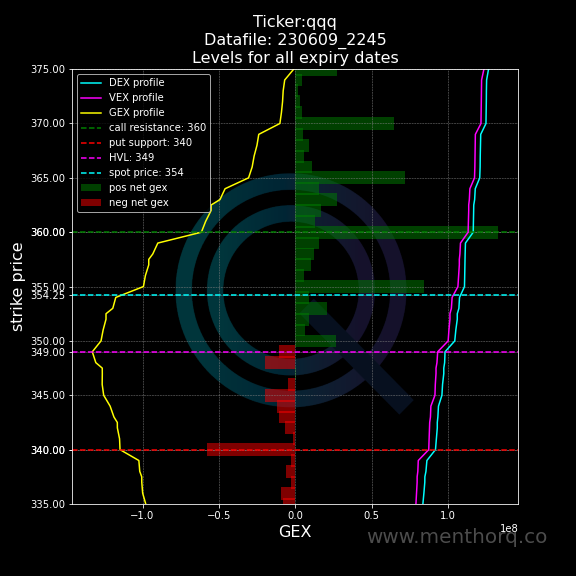 Ticker:qqq
Datafile: 230609_2245
Levels for all expiry dates
DEX profile
VEX profile
GEX profile
call resistance: 360
put support: 340
HVL: 349
spot price: 354
pos net gex
neg net gex
strike price
375.00
370.00
365.00
360.00
355.00
354.25
350.00
349.00
345.00
340.00
335.00
−1.0
−0.5
0.0
0.5
1.0
1e8
GEX
www.menthorq.co